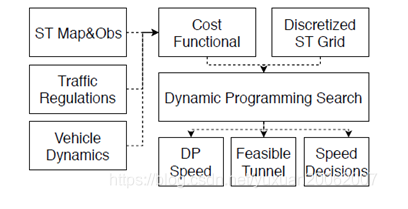 ST Map&Obs
Cost
Functional
Discretized
ST Grid
Traffic
Regulations
Dynamic Programming Search
Vehicle
Dynamics
DP
Speed
Feasible
Tunnel
Speed
Decisions